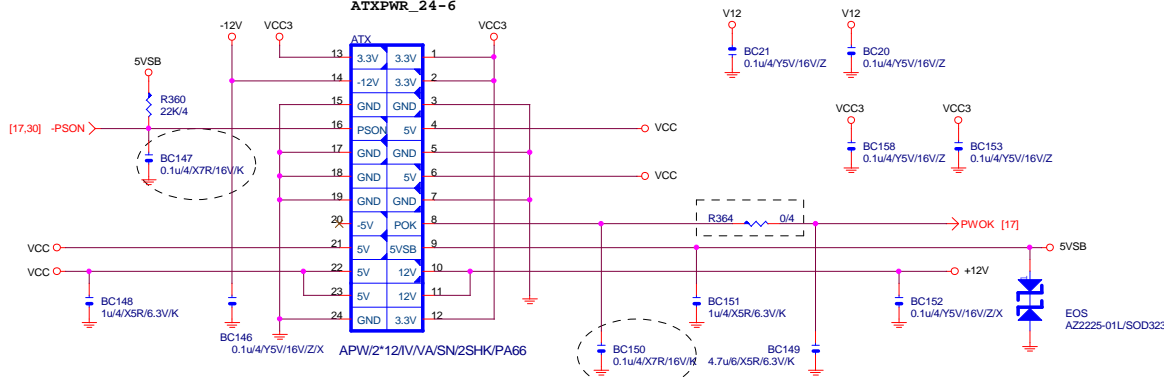 ATXPWR_24-6
-12V VCC3 VCC3 V12 V12
ATX
5VSB
13 3.3V 3.3V 1
BC21
0.1u/4/Y5V/16V/Z
BC20
0.1u/4/Y5V/16V/Z
14 -12V 3.3V 2
R360
22K/4
15 GND GND 3
VCC3 VCC3
[17,30] -PSON
16 PSON 5V 4 VCC
BC147
0.1u/4/X7R/16V/K
17 GND GND 5
BC158
0.1u/4/Y5V/16V/Z
BC153
0.1u/4/Y5V/16V/Z
18 GND 5V 6 VCC
19 GND GND 7
20 -5V POK 8
R364 0/4
PWOK [17]
VCC 21 5V 5VSB 9 5VSB
VCC 22 5V 12V 10 +12V
23 5V 12V 11
BC148
1u/4/X5R/6.3V/K
BC151
1u/4/X5R/6.3V/K
BC152
0.1u/4/Y5V/16V/Z/X
EOS
AZ2225-01L/SOD323
24 GND 3.3V 12
BC146
0.1u/4/Y5V/16V/Z/X
APW/2*12/IV/VA/SN/2SHK/PA66
BC150
0.1u/4/X7R/16V/K
BC149
4.7u/6/X5R/6.3V/K